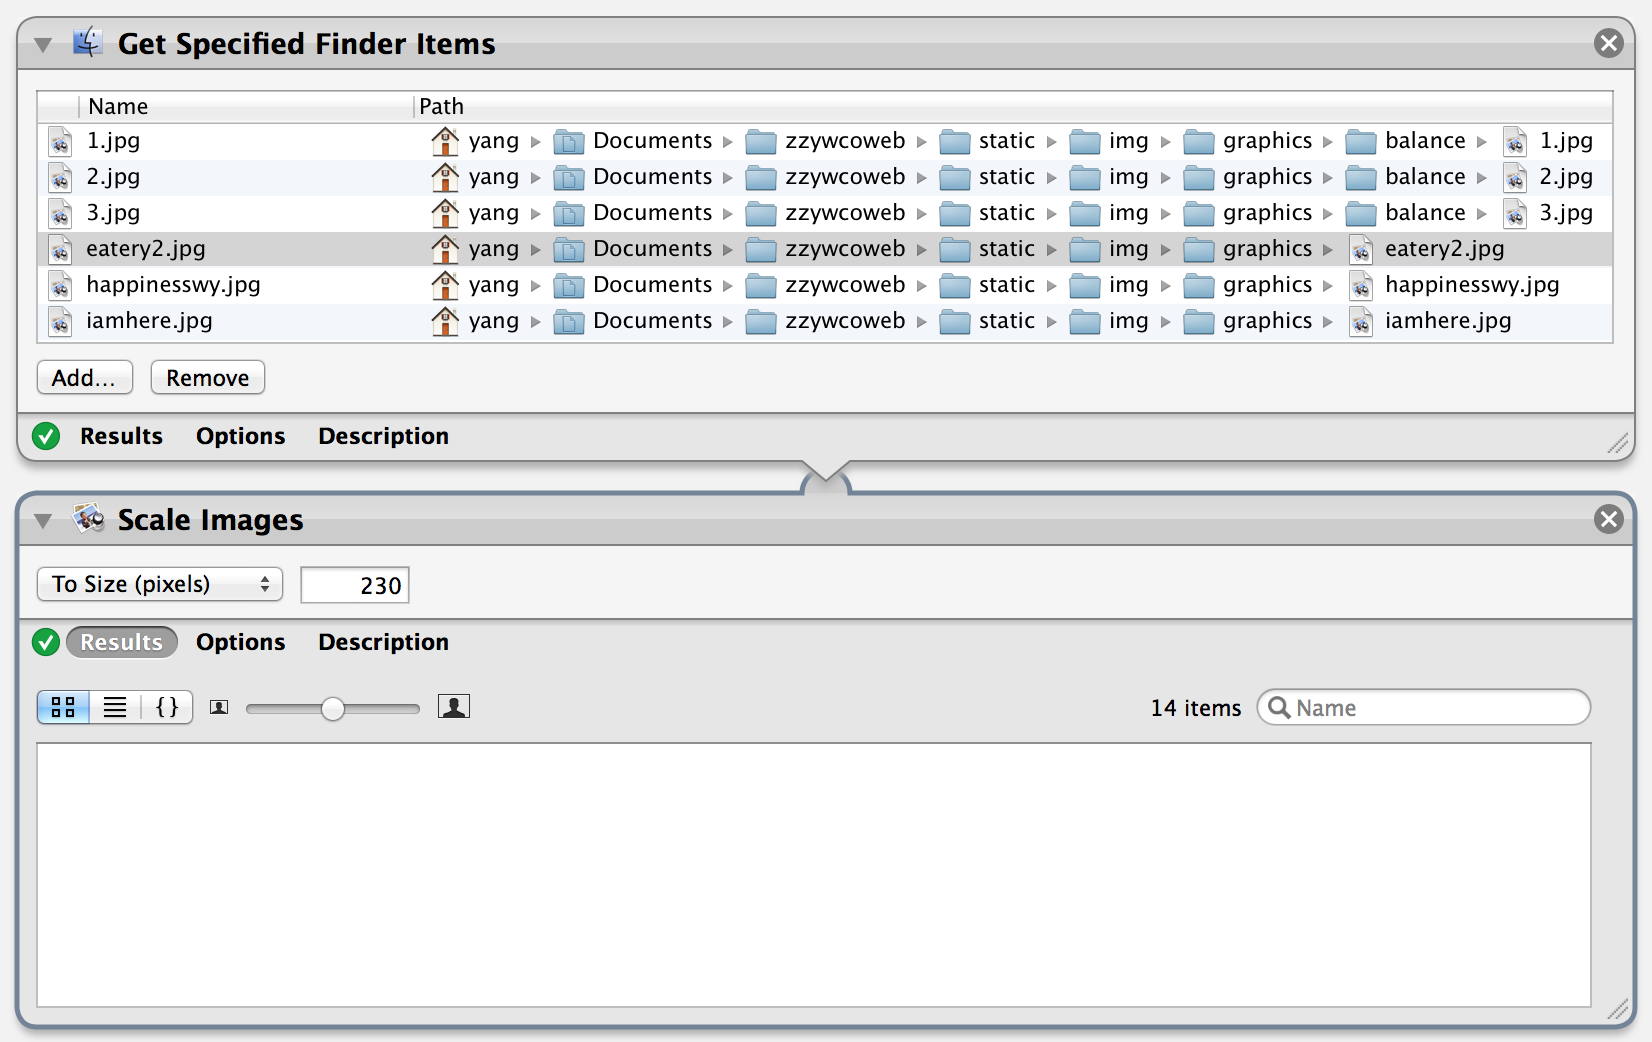 Get Specified Finder Items
Name Path
1.jpg yang Documents zzywcoweb static img graphics balance 1.jpg
2.jpg yang Documents zzywcoweb static img graphics balance 2.jpg
3.jpg yang Documents zzywcoweb static img graphics balance 3.jpg
eatery2.jpg yang Documents zzywcoweb static img graphics eatery2.jpg
happinesswy.jpg yang Documents zzywcoweb static img graphics happinesswy.jpg
iamhere.jpg yang Documents zzywcoweb static img graphics iamhere.jpg
Add... Remove
Results Options Description
Scale Images
To Size (pixels) 230
Results Options Description
{} 14 items Name